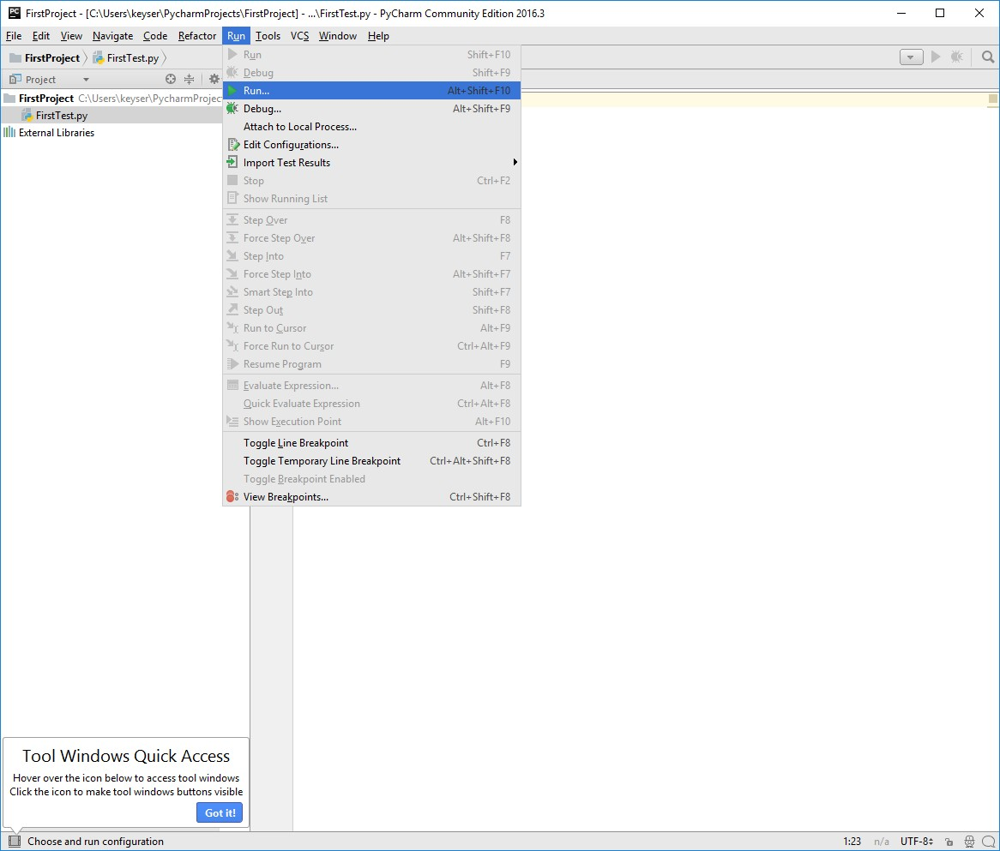 PC FirstProject - [C:\Users\keyser\PycharmProjects\FirstProject] - ...\FirstTest.py - PyCharm Community Edition 2016.3
File Edit View Navigate Code Refactor Run Tools VCS Window Help
FirstProject FirstTest.py
Project
FirstProject C:\Users\keyser\PycharmProjec
FirstTest.py
External Libraries
Run Shift+F10
Debug Shift+F9
Run... Alt+Shift+F10
Debug... Alt+Shift+F9
Attach to Local Process...
Edit Configurations...
Import Test Results
Stop Ctrl+F2
Show Running List
Step Over F8
Force Step Over Alt+Shift+F8
Step Into F7
Force Step Into Alt+Shift+F7
Smart Step Into Shift+F7
Step Out Shift+F8
Run to Cursor Alt+F9
Force Run to Cursor Ctrl+Alt+F9
Resume Program F9
Evaluate Expression... Alt+F8
Quick Evaluate Expression Ctrl+Alt+F8
Show Execution Point Alt+F10
Toggle Line Breakpoint Ctrl+F8
Toggle Temporary Line Breakpoint Ctrl+Alt+Shift+F8
Toggle Breakpoint Enabled
View Breakpoints... Ctrl+Shift+F8
Tool Windows Quick Access
Hover over the icon below to access tool windows
Click the icon to make tool windows buttons visible
Got it!
Choose and run configuration 1:23 n/a UTF-8